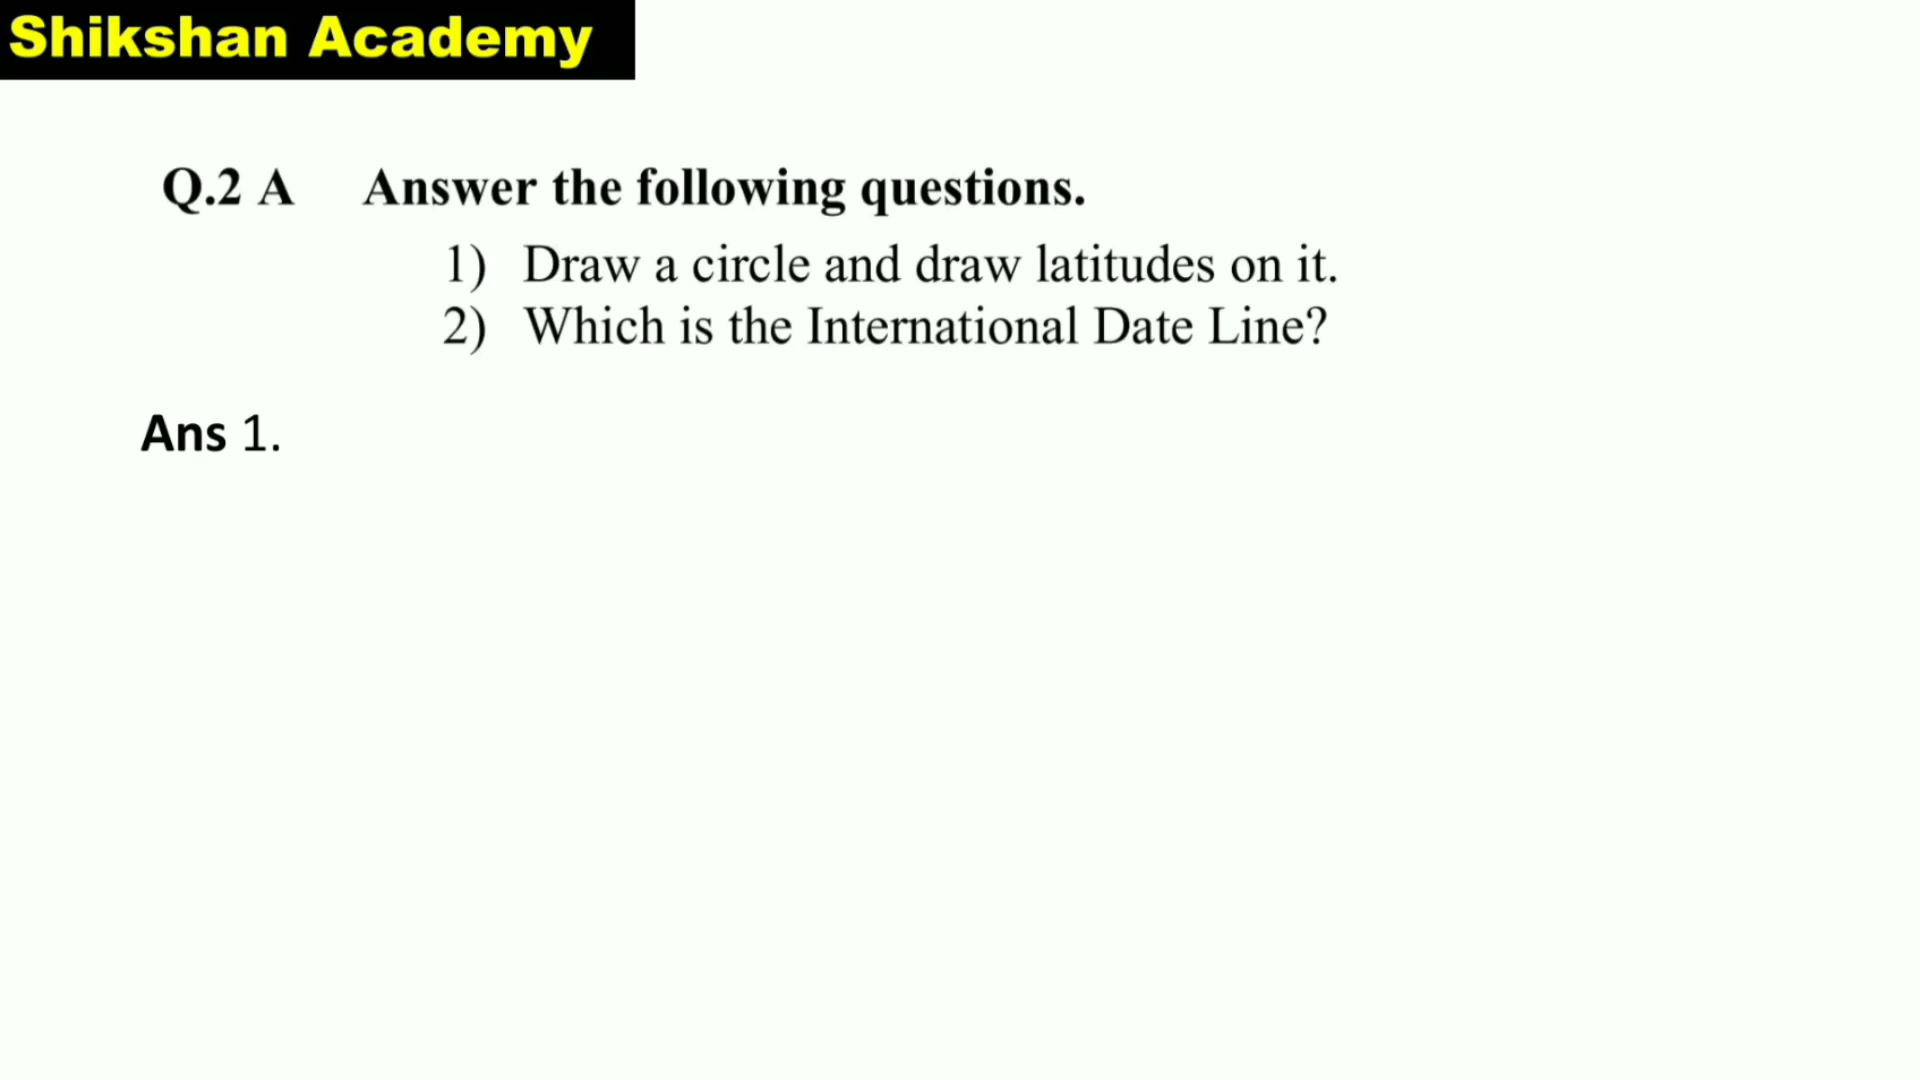 Shikshan Academy
Q.2 A Answer the following questions.
1) Draw a circle and draw latitudes on it.
2) Which is the International Date Line?
Ans 1.